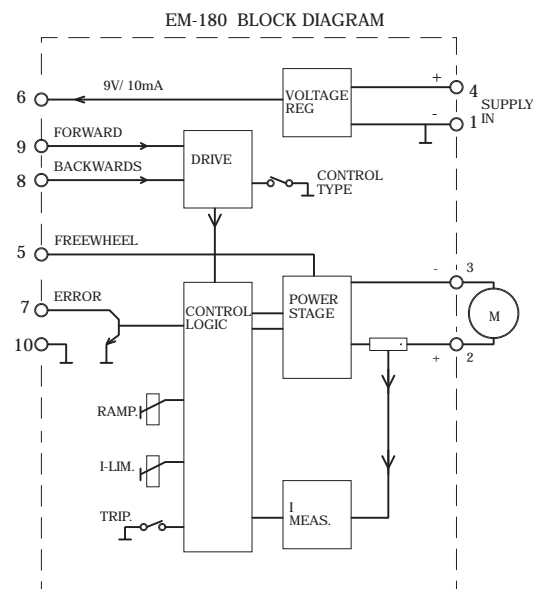 EM-180 BLOCK DIAGRAM
9V/ 10mA
6
VOLTAGE
REG
+
4
SUPPLY
IN
-
1
9
FORWARD
8
BACKWARDS
DRIVE
CONTROL
TYPE
5
FREEWHEEL
7
ERROR
10
CONTROL
LOGIC
POWER
STAGE
-
3
M
+
2
RAMP.
I-LIM.
TRIP.
I
MEAS.